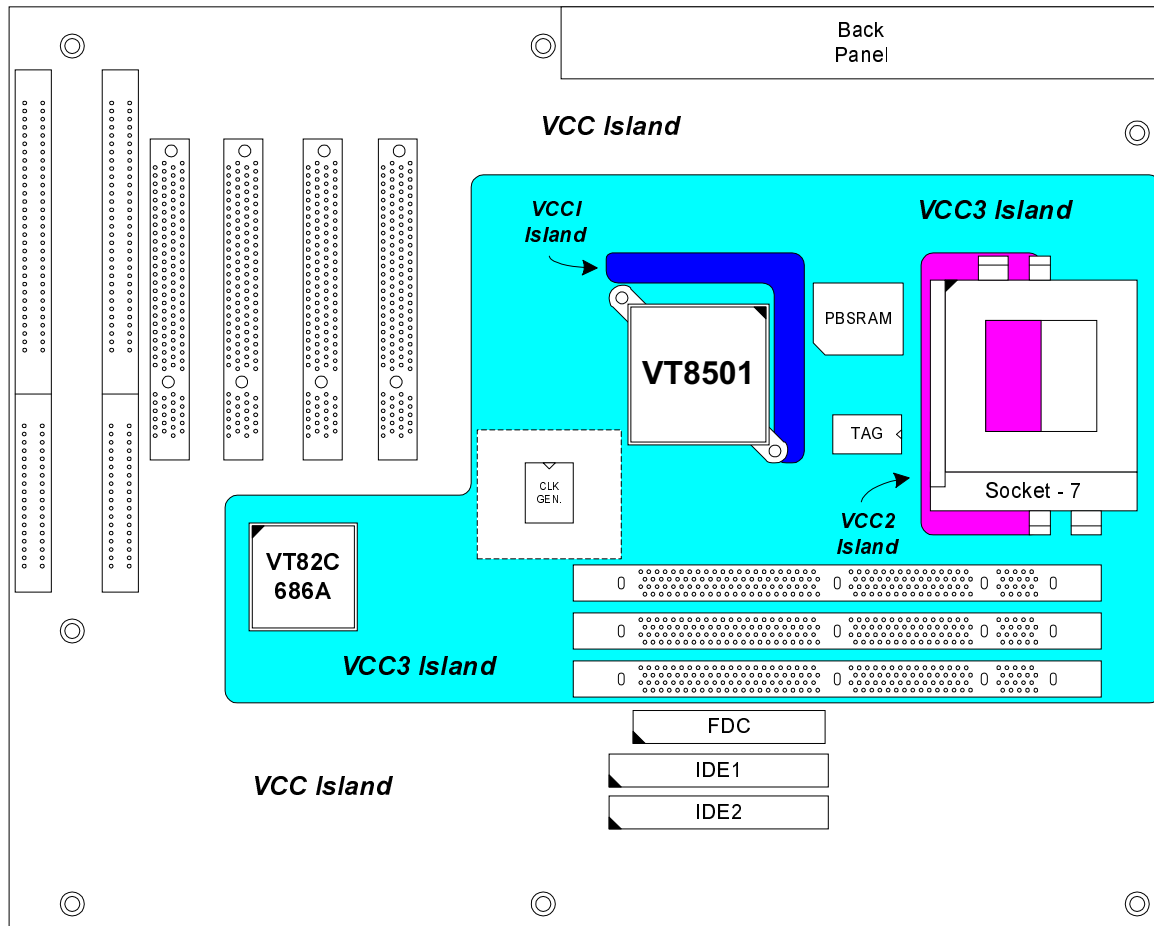 Back
Panel
VCC Island
VCCI
Island
VCC3 Island
PBSRAM
VT8501
TAG
CLK
GEN.
Socket - 7
VCC2
Island
VT82C
686A
VCC3 Island
FDC
IDE1
VCC Island
IDE2